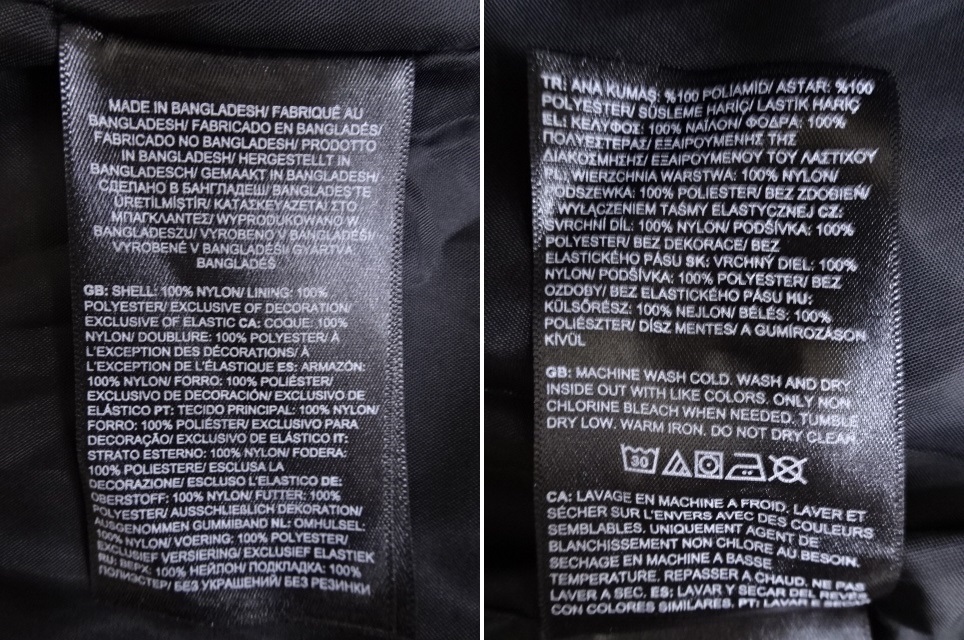 MADE IN BANGLADESH/ FABRIQUÉ AU
BANGLADESH/ FABRICADO EN BANGLADÉS/
FABRICADO NO BANGLADESH/ PRODOTTO
IN BANGLADESH/ HERGESTELLT IN
BANGLADESCH/ GEMAAKT IN BANGLADESH/
СДЕЛАНО В БАНГЛАДЕШ/ BANGLADEŞ'TE
ÜRETİLMİŞTİR/ ΚΑΤΑΣΚΕΥΑΖΕΤΑΙ ΣΤΟ
ΜΠΑΓΚΛΑΝΤΕΣ/ WYPRODUKOWANO W
BANGLADESZU/ VYROBENO V BANGLADÉŠI/
VYROBENÉ V BANGLADÉŠI/ GYÁRTVA
BANGLADÉS
GB: SHELL: 100% NYLON/ LINING: 100%
POLYESTER/ EXCLUSIVE OF DECORATION/
EXCLUSIVE OF ELASTIC CA: COQUE: 100%
NYLON/ DOUBLURE: 100% POLYESTER/ À
L'EXCEPTION DES DÉCORATIONS/ À
L'EXCEPTION DE L'ÉLASTIQUE ES: ARMAZÓN:
100% NYLON/ FORRO: 100% POLIÉSTER/
EXCLUSIVO DE DECORACIÓN/ EXCLUSIVO DE
ELÁSTICO PT: TECIDO PRINCIPAL: 100% NYLON/
FORRO: 100% POLIÉSTER/ EXCLUSIVO PARA
DECORAÇÃO/ EXCLUSIVO DE ELÁSTICO IT:
STRATO ESTERNO: 100% NYLON/ FODERA:
100% POLIESTERE/ ESCLUSA LA
DECORAZIONE/ ESCLUSO L'ELASTICO DE:
OBERSTOFF: 100% NYLON/ FUTTER: 100%
POLYESTER/ AUSSCHLIEßLICH DEKORATION/
AUSGENOMMEN GUMMIBAND NL: OMHULSEL:
100% NYLON/ VOERING: 100% POLYESTER/
EXCLUSIEF VERSIERING/ EXCLUSIEF ELASTIEK
RU: ВЕРХ: 100% НЕЙЛОН/ ПОДКЛАДКА: 100%
ПОЛИЭСТЕР/ БЕЗ УКРАШЕНИЙ/ БЕЗ РЕЗИНКИ
TR: ANA KUMAŞ: %100 POLİAMİD/ ASTAR: %100
POLYESTER/ SÜSLEME HARİÇ/ LASTİK HARİÇ
EL: ΚΕΛΥΦΟΣ: 100% ΝΑΪΛΟΝ/ ΦΟΔΡΑ: 100%
ΠΟΛΥΕΣΤΕΡΑΣ/ ΕΞΑΙΡΟΥΜΕΝΗΣ ΤΗΣ
ΔΙΑΚΟΣΜΗΣΗΣ/ ΕΞΑΙΡΟΥΜΕΝΟΥ ΤΟΥ ΛΑΣΤΙΧΟΥ
PL: WIERZCHNIA WARSTWA: 100% NYLON/
PODSZEWKA: 100% POLIESTER/ BEZ ZDOBIEŃ/
Z WYŁĄCZENIEM TAŚMY ELASTYCZNEJ CZ:
SVRCHNÍ DÍL: 100% NYLON/ PODŠÍVKA: 100%
POLYESTER/ BEZ DEKORACE/ BEZ
ELASTICKÉHO PÁSU SK: VRCHNÝ DIEL: 100%
NYLON/ PODŠÍVKA: 100% POLYESTER/ BEZ
OZDOBY/ BEZ ELASTICKÉHO PÁSU HU:
KÜLSŐRÉSZ: 100% NEJLON/ BÉLÉS: 100%
POLIÉSZTER/ DÍSZ MENTES/ A GUMÍROZÁSON
KÍVÜL
GB: MACHINE WASH COLD. WASH AND DRY
INSIDE OUT WITH LIKE COLORS. ONLY NON
CHLORINE BLEACH WHEN NEEDED. TUMBLE
DRY LOW. WARM IRON. DO NOT DRY CLEAN.
30
CA: LAVAGE EN MACHINE A FROID. LAVER ET
SÉCHER SUR L'ENVERS AVEC DES COULEURS
SEMBLABLES. UNIQUEMENT AGENT DE
BLANCHISSEMENT NON CHLORE AU BESOIN.
SECHAGE EN MACHINE A BASSE
TEMPERATURE. REPASSER A CHAUD. NE PAS
LAVER A SEC. ES: LAVAR Y SECAR DEL REVÉS
CON COLORES SIMILARES. PT: LAVAR E SECAR